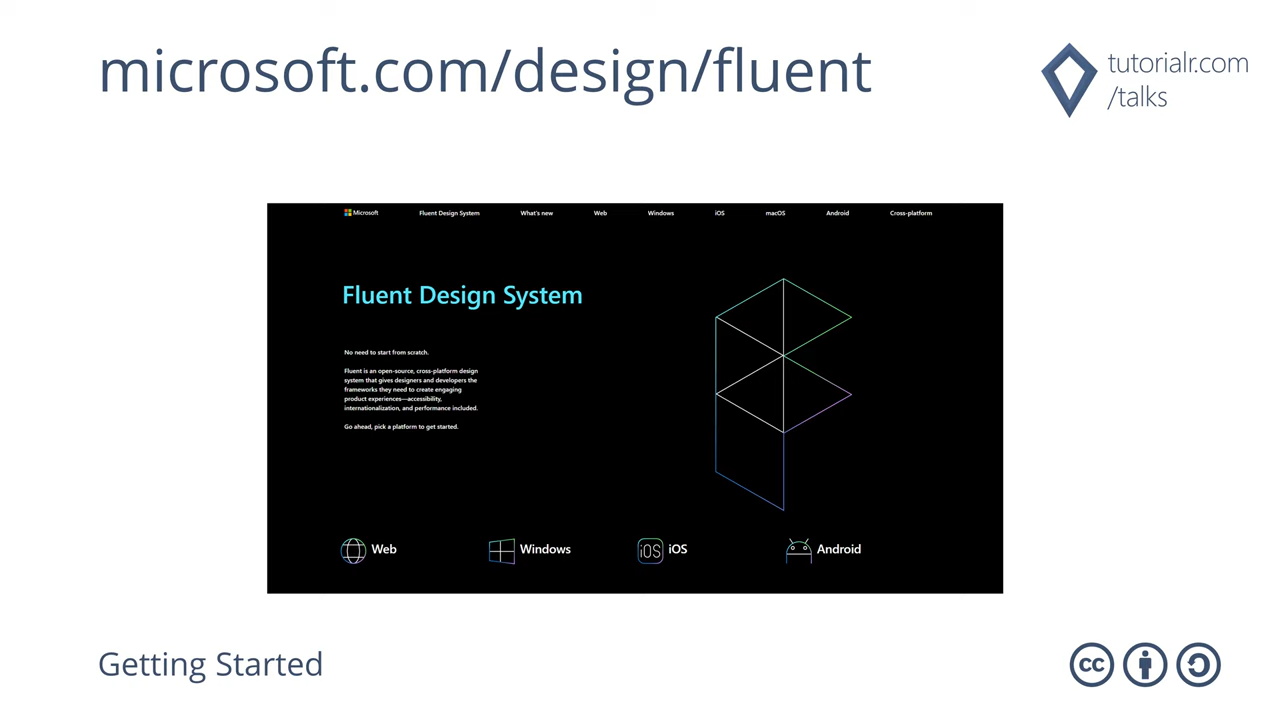 microsoft.com/design/fluent
tutorialr.com
/talks
Microsoft
Fluent Design System
What's new
Web
Windows
iOS
macOS
Android
Cross-platform
Fluent Design System
No need to start from scratch.
Fluent is an open-source, cross-platform design
system that gives designers and developers the
frameworks they need to create engaging
product experiences—accessibility,
internationalization, and performance included.
Go ahead, pick a platform to get started.
Web
Windows
iOS
iOS
Android
Getting Started
cc